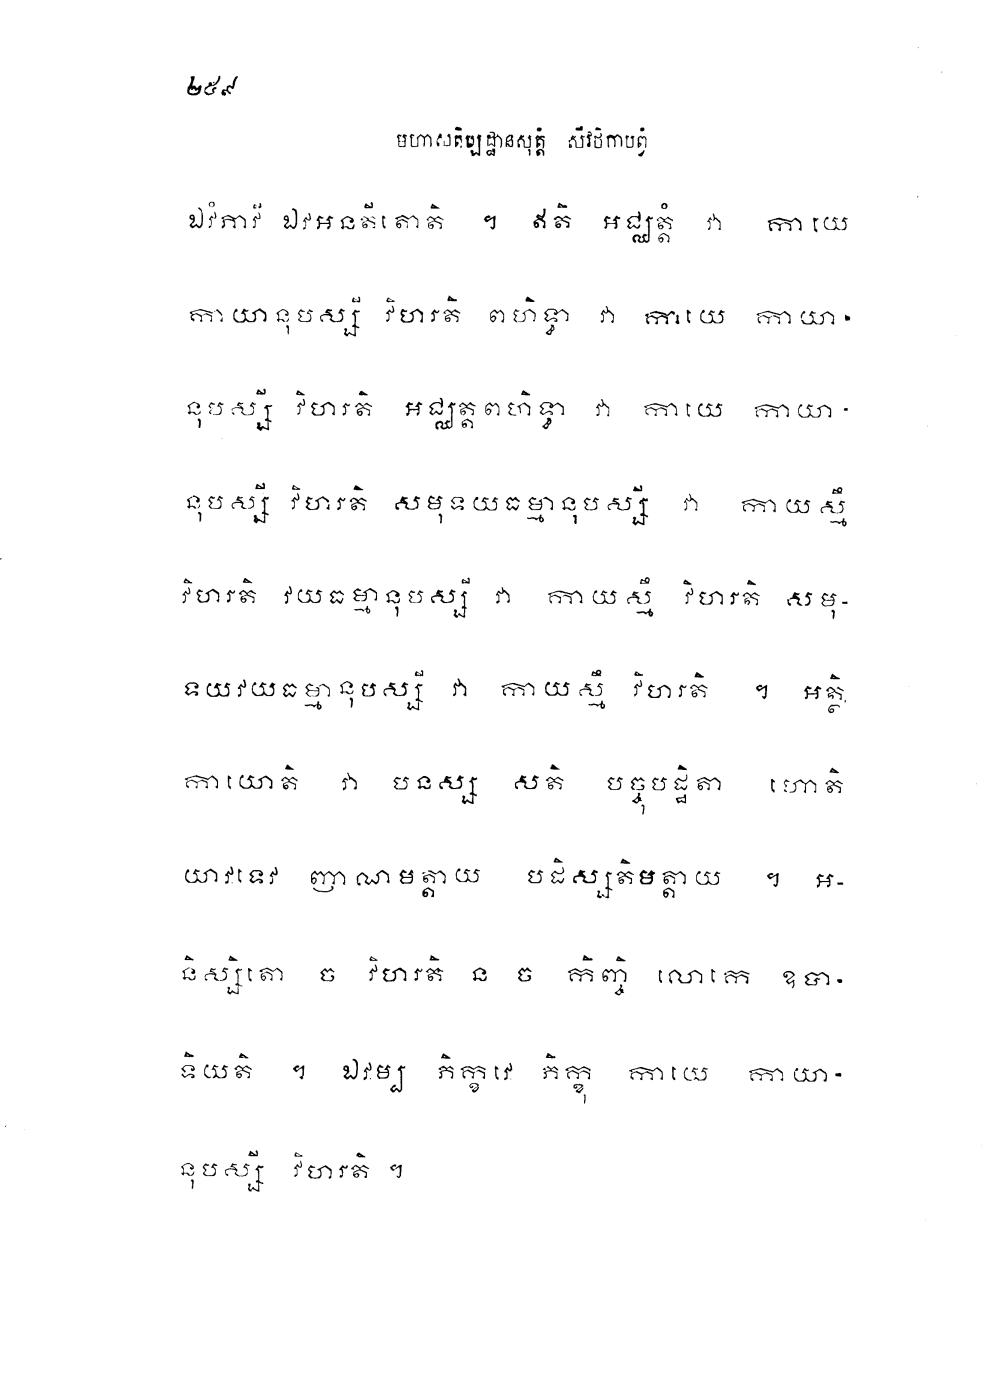 ២៥៩
មហាសតិប្បដ្ឋានសុត្តំ សីវថិកាបព្វំ
ឯវំភាវី ឯវអនតីតោតិ ។ ឥតិ អជ្ឈត្តំ វា កាយេ
កាយានុបស្សី វិហរតិ ពហិទ្ធា វា កាយេ កាយា-
នុបស្សី វិហរតិ អជ្ឈត្តពហិទ្ធា វា កាយេ កាយា-
នុបស្សី វិហរតិ សមុទយធម្មានុបស្សី វា កាយស្មឹ
វិហរតិ វយធម្មានុបស្សី វា កាយស្មឹ វិហរតិ សមុ-
ទយវយធម្មានុបស្សី វា កាយស្មឹ វិហរតិ ។ អត្ថិ
កាយោតិ វា បនស្ស សតិ បច្ចុបដ្ឋិតា ហោតិ
យាវទេវ ញាណមត្តាយ បដិស្សតិមត្តាយ ។ អ-
និស្សិតោ ច វិហរតិ ន ច កិញ្ចិ លោកេ ឧបា-
ទិយតិ ។ ឯវម្ប ភិក្ខវេ ភិក្ខុ កាយេ កាយា-
នុបស្សី វិហរតិ ។